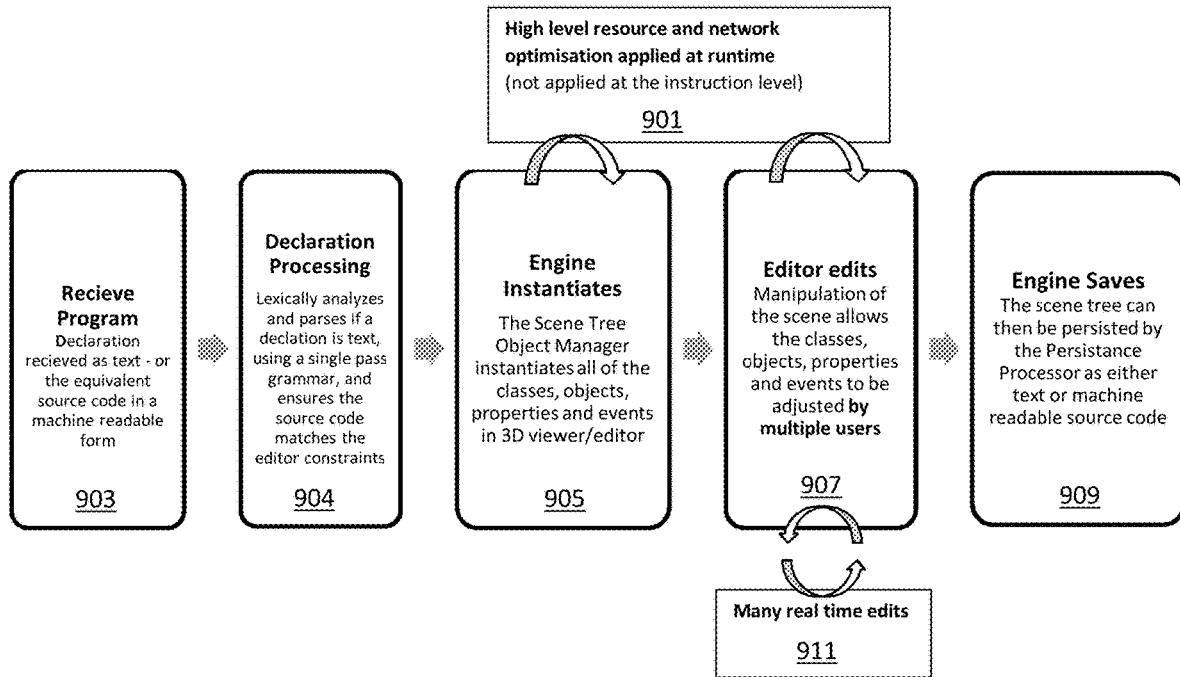 High level resource and network
optimisation applied at runtime
(not applied at the instruction level)
901
Recieve
Program
Declaration
recieved as text - or
the equivalent
source code in a
machine readable
form
903
Declaration
Processing
Lexically analyzes
and parses if a
declation is text,
using a single pass
grammar, and
ensures the
source code
matches the
editor constraints
904
Engine
Instantiates
The Scene Tree
Object Manager
instantiates all of the
classes, objects,
properties and events
in 3D viewer/editor
905
Editor edits
Manipulation of
the scene allows
the classes,
objects, properties
and events to be
adjusted by
multiple users
907
Engine Saves
The scene tree can
then be persisted by
the Persistance
Processor as either
text or machine
readable source code
909
Many real time edits
911